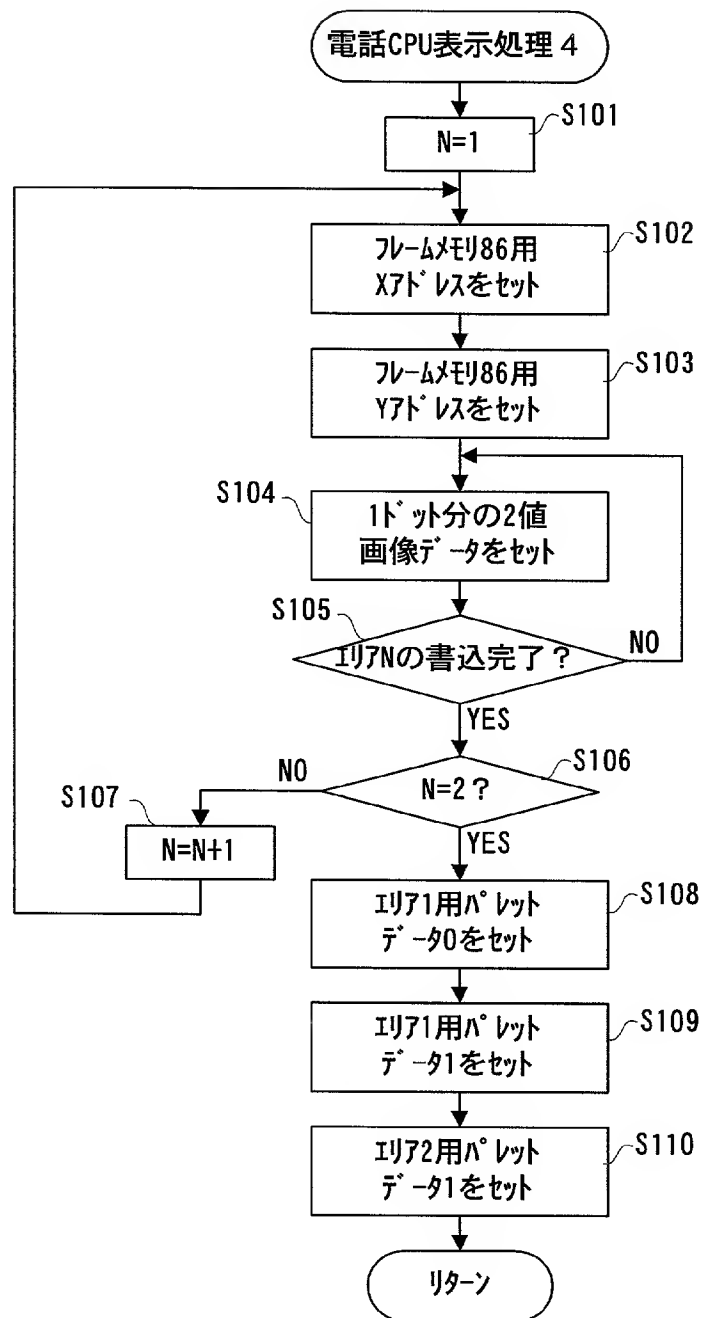 電話CPU表示処理４
S101
N=1
S102
フレームメモリ86用
Xアドレスをセット
S103
フレームメモリ86用
Yアドレスをセット
S104
1ドット分の2値
画像データをセット
S105
エリアNの書込完了？
NO
YES
S106
N=2？
NO
S107
N=N+1
YES
S108
エリア1用パレット
データ0をセット
S109
エリア1用パレット
データ1をセット
S110
エリア2用パレット
データ1をセット
リターン